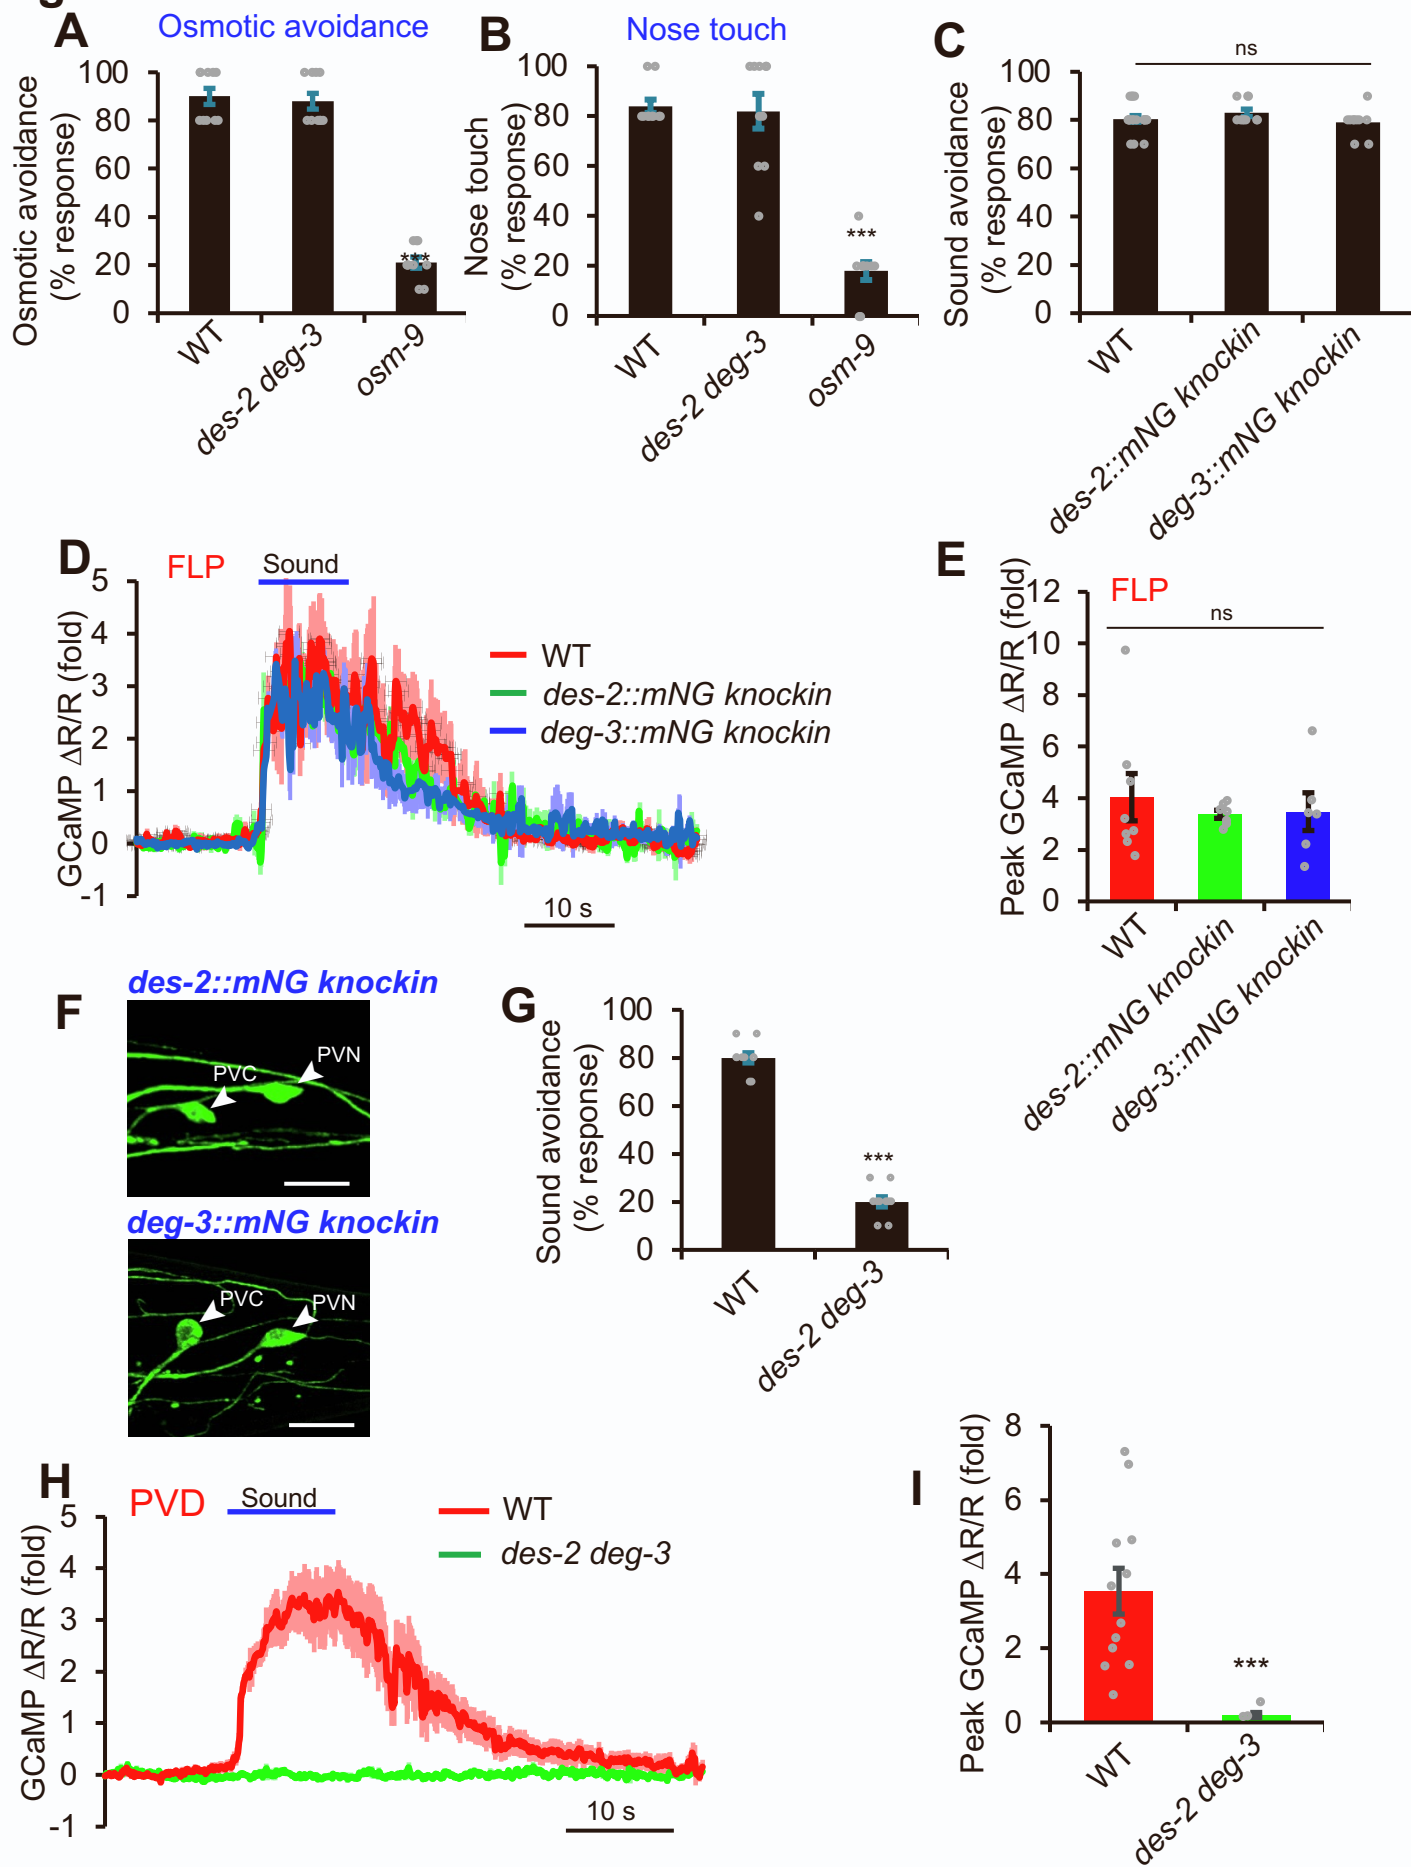 A
Osmotic avoidance
Osmotic avoidance
(% response)
100
80
60
40
20
0
***
WT
des-2 deg-3
osm-9
B
Nose touch
Nose touch
(% response)
100
80
60
40
20
0
***
WT
des-2 deg-3
osm-9
C
ns
Sound avoidance
(% response)
100
80
60
40
20
0
WT
des-2::mNG knockin
deg-3::mNG knockin
D
FLP
Sound
GCaMP ΔR/R (fold)
5
4
3
2
1
0
-1
WT
des-2::mNG knockin
deg-3::mNG knockin
10 s
E
FLP
ns
Peak GCaMP ΔR/R (fold)
12
10
8
6
4
2
0
WT
des-2::mNG knockin
deg-3::mNG knockin
F
des-2::mNG knockin
PVC
PVN
deg-3::mNG knockin
PVC
PVN
G
Sound avoidance
(% response)
100
80
60
40
20
0
***
WT
des-2 deg-3
H
PVD
Sound
GCaMP ΔR/R (fold)
5
4
3
2
1
0
-1
WT
des-2 deg-3
10 s
I
Peak GCaMP ΔR/R (fold)
8
6
4
2
0
***
WT
des-2 deg-3